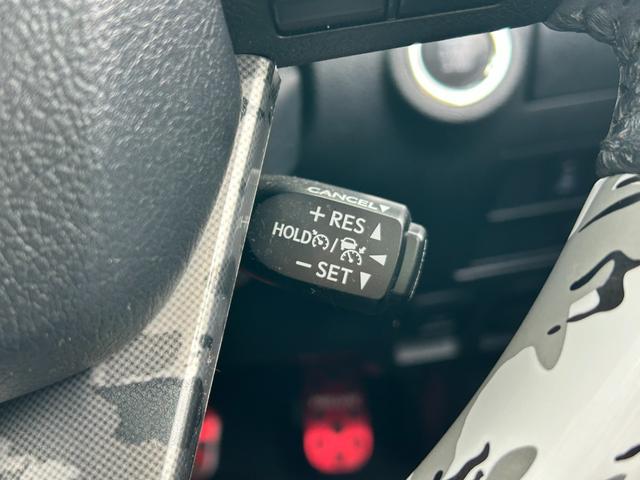 CANCEL▼
+ RES ▲
HOLD / ◀
− SET ▼